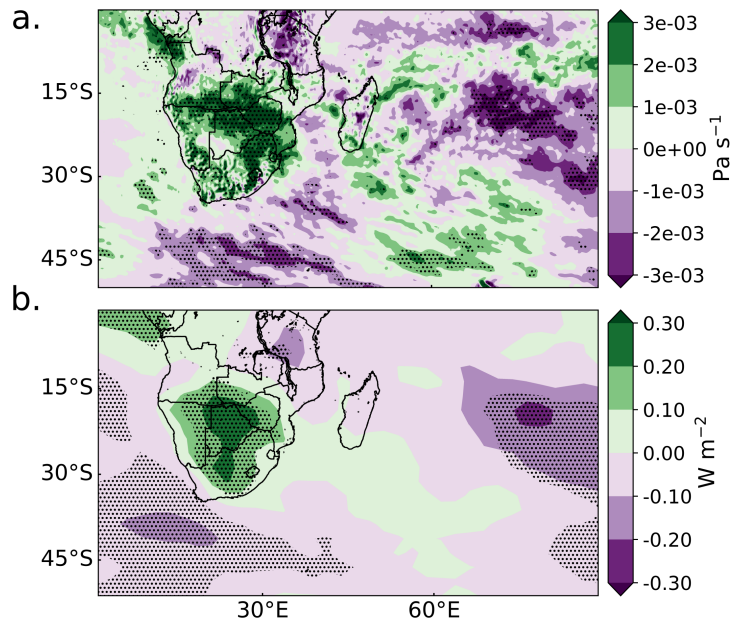 a.
15°S
30°S
45°S
3e-03
2e-03
1e-03
0e+00
-1e-03
-2e-03
-3e-03
Pa s⁻¹
b.
15°S
30°S
45°S
30°E
60°E
0.30
0.20
0.10
0.00
-0.10
-0.20
-0.30
W m⁻²